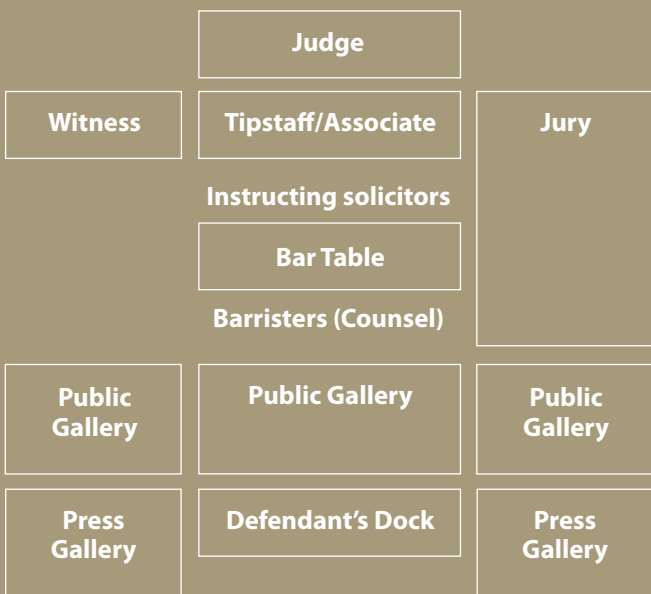 Judge
Witness
Tipstaff/Associate
Jury
Instructing solicitors
Bar Table
Barristers (Counsel)
Public
Gallery
Public Gallery
Public
Gallery
Press
Gallery
Defendant’s Dock
Press
Gallery